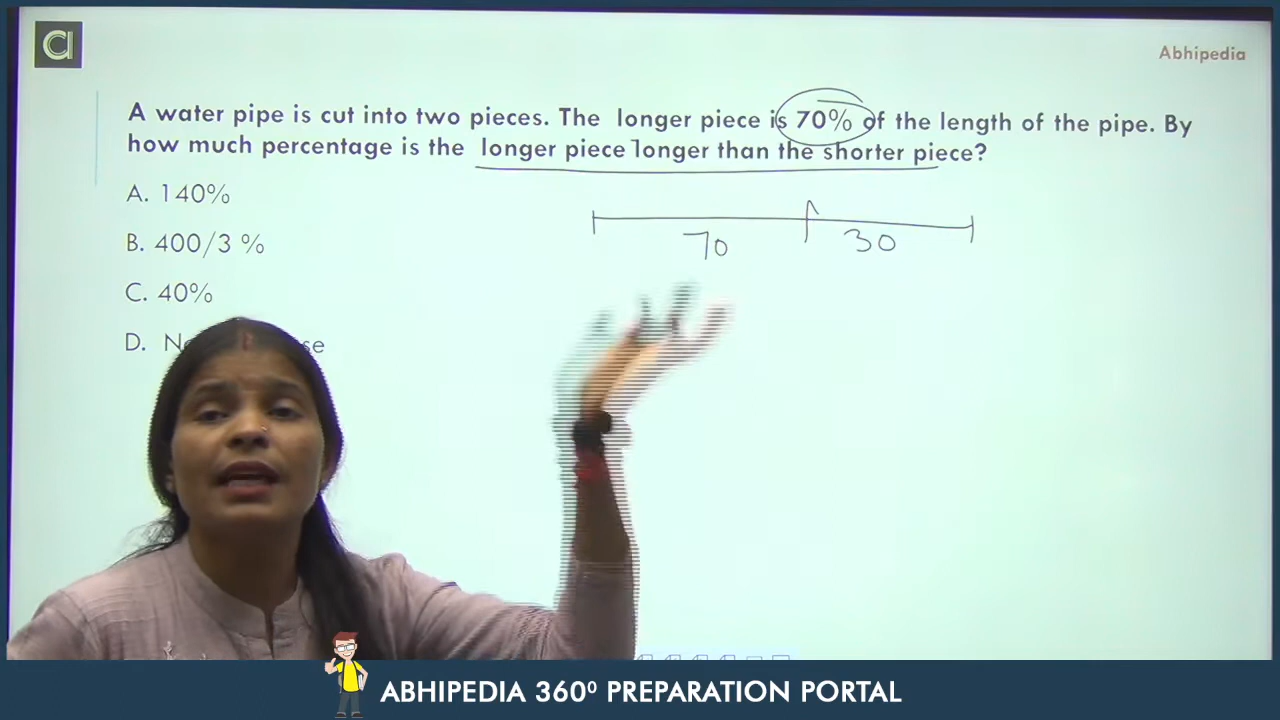 Abhipedia
A water pipe is cut into two pieces. The longer piece is 70% of the length of the pipe. By
how much percentage is the longer piece longer than the shorter piece?
A. 140%
B. 400/3 %
C. 40%
D.
70 30
ABHIPEDIA 360⁰ PREPARATION PORTAL